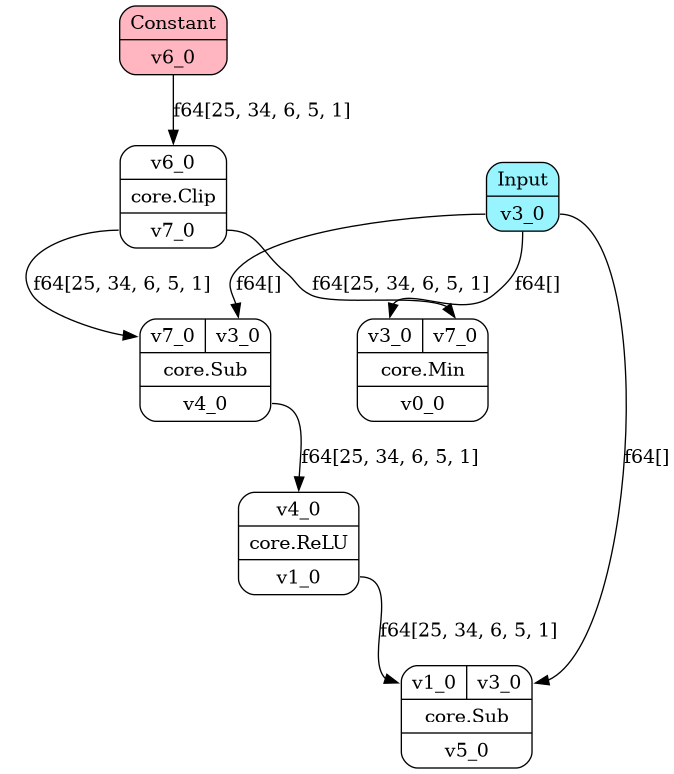 Constant
v6_0
f64[25, 34, 6, 5, 1]
v6_0
core.Clip
v7_0
Input
v3_0
f64[25, 34, 6, 5, 1]
f64[]
f64[25, 34, 6, 5, 1]
f64[]
v7_0 v3_0
core.Sub
v4_0
v3_0 v7_0
core.Min
v0_0
f64[25, 34, 6, 5, 1]
f64[]
v4_0
core.ReLU
v1_0
f64[25, 34, 6, 5, 1]
v1_0 v3_0
core.Sub
v5_0